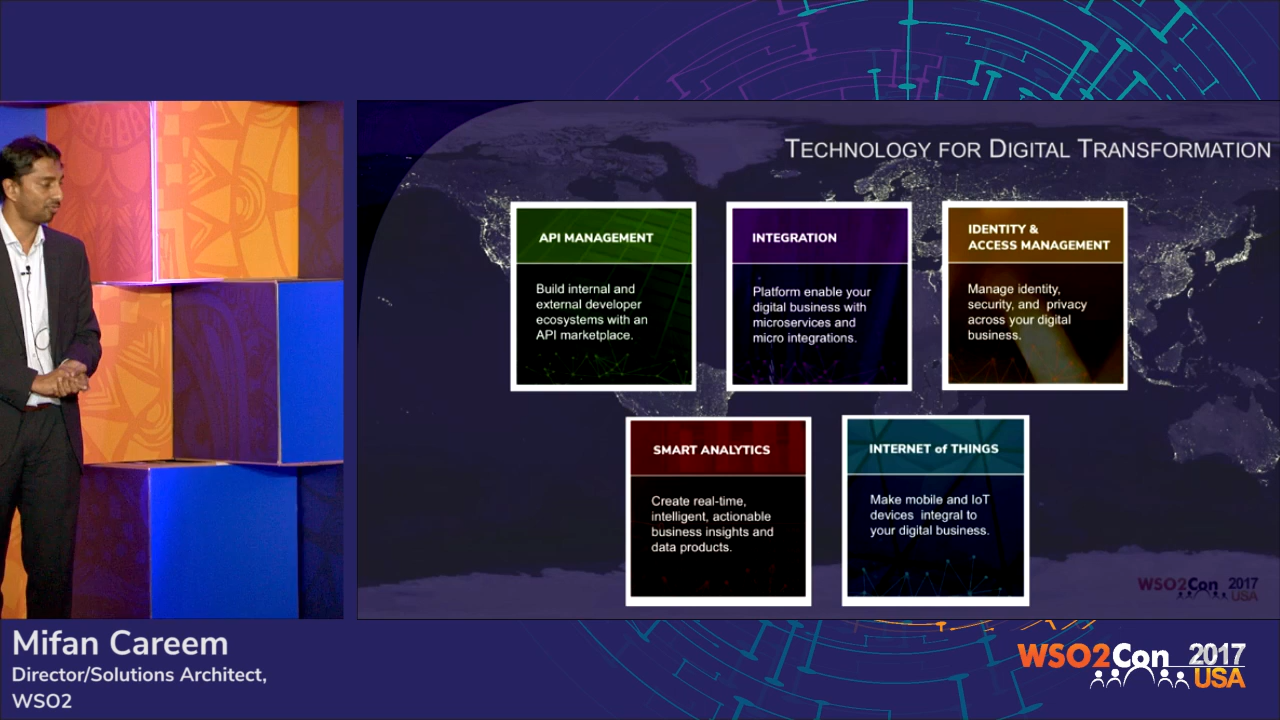 TECHNOLOGY FOR DIGITAL TRANSFORMATION
API MANAGEMENT
Build internal and
external developer
ecosystems with an
API marketplace.
INTEGRATION
Platform enable your
digital business with
microservices and
micro integrations.
IDENTITY &
ACCESS MANAGEMENT
Manage identity,
security, and privacy
across your digital
business.
SMART ANALYTICS
Create real-time,
intelligent, actionable
business insights and
data products.
INTERNET of THINGS
Make mobile and IoT
devices integral to
your digital business.
WSO2Con 2017
USA
Mifan Careem
Director/Solutions Architect,
WSO2
WSO2Con 2017
USA